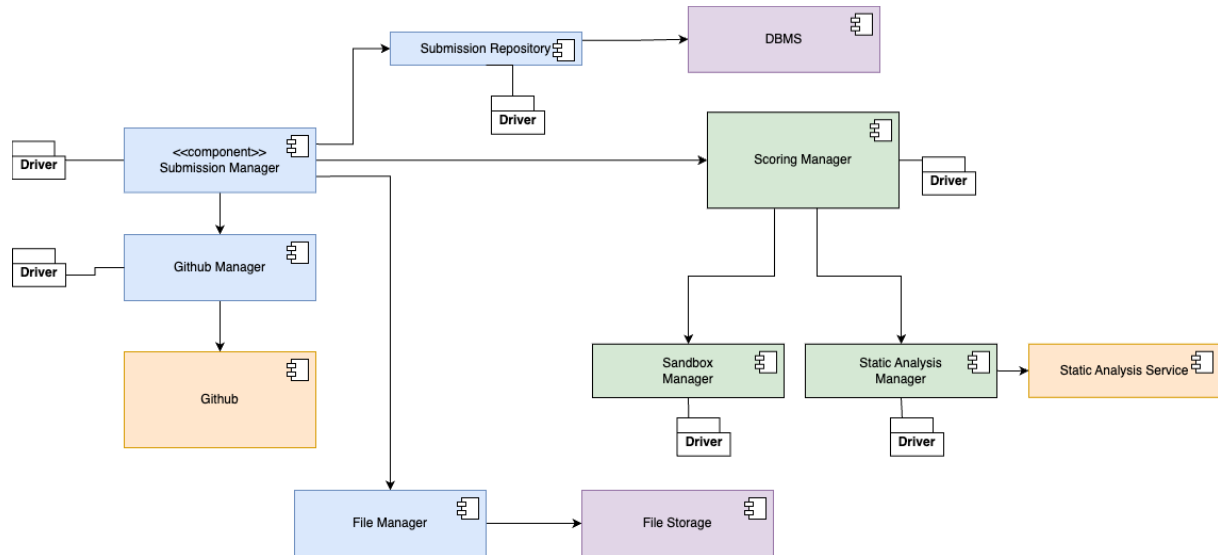 Submission Repository
DBMS
Driver
<<component>>
Submission Manager
Driver
Scoring Manager
Driver
Github Manager
Driver
Github
Sandbox
Manager
Static Analysis
Manager
Static Analysis Service
Driver
Driver
File Manager
File Storage